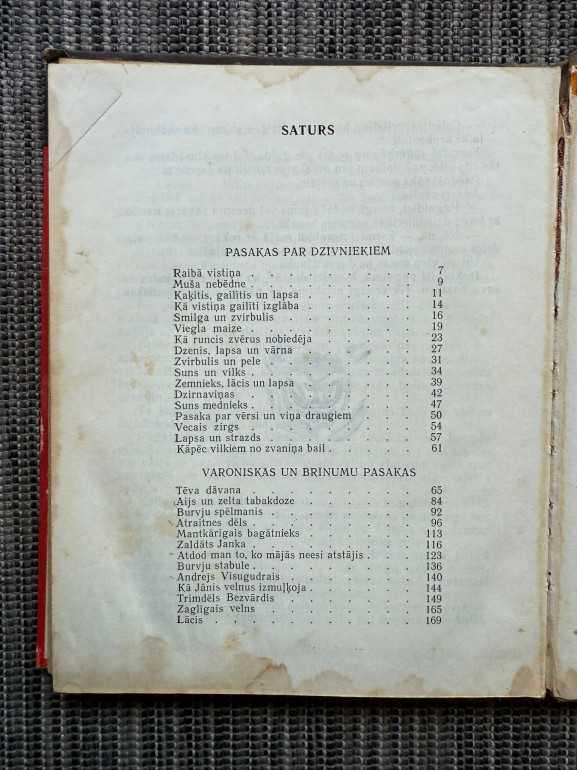 SATURS
PASAKAS PAR DZĪVNIEKIEM
Raibā vistiņa . . . . . . . . . 7
Muša nebēdne . . . . . . . . . 9
Kaķītis, gailītis un lapsa . . . . . . 11
Kā vistiņa gailīti izglāba . . . . . . 14
Smilga un zvirbulis . . . . . . . 16
Viegla maize . . . . . . . . . 19
Kā runcis zvērus nobiedēja . . . . . 23
Dzenis, lapsa un vārna . . . . . . 27
Zvirbulis un pele . . . . . . . . 31
Suns un vilks . . . . . . . . . 34
Zemnieks, lācis un lapsa . . . . . . 39
Dzirnaviņas . . . . . . . . . 42
Suns mednieks . . . . . . . . 47
Pasaka par vērsi un viņa draugiem . . . 50
Vecais zirgs . . . . . . . . . 54
Lapsa un strazds . . . . . . . . 57
Kāpēc vilkiem no zvaniņa bail . . . . . 61
VARONISKĀS UN BRĪNUMU PASAKAS
Tēva dāvana . . . . . . . . . 65
Aijs un zelta tabakdoze . . . . . . 84
Burvju spēlmanis . . . . . . . . 92
Atraitnes dēls . . . . . . . . . 96
Mantkārīgais bagātnieks . . . . . . 113
Zaldāts Janka . . . . . . . . . 116
Atdod man to, ko mājās neesi atstājis . . . 123
Burvju stabule . . . . . . . . . 136
Andrejs Visugudrais . . . . . . . 140
Kā Jānis velnus izmuļķoja . . . . . . 144
Trimdēls Bezvārdis . . . . . . . 149
Zaglīgais velns . . . . . . . . 165
Lācis . . . . . . . . . . 169